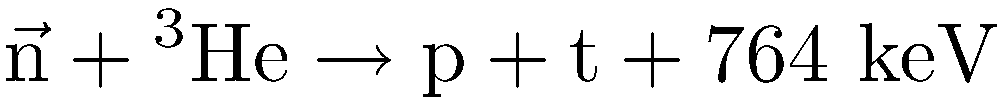 n⃗ + ³He → p + t + 764 keV